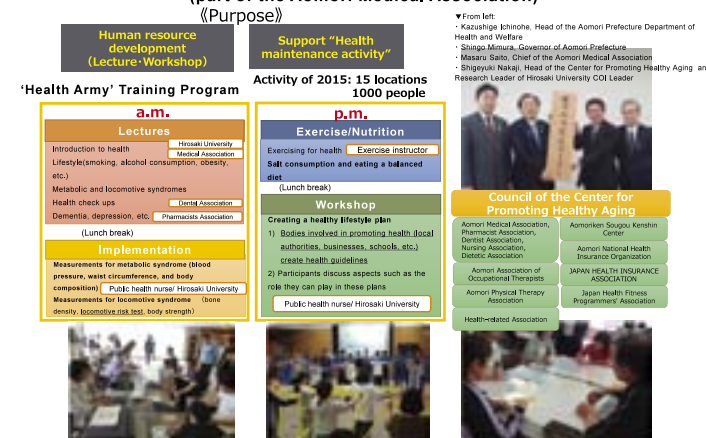 (part of the Aomori Medical Association)
《Purpose》
Human resource
development
(Lecture･Workshop)
Support “Health
maintenance activity”
Activity of 2015: 15 locations
1000 people
▼From left:
・Kazushige Ichinohe, Head of the Aomori Prefecture Department of
Health and Welfare
・Shingo Mimura, Governor of Aomori Prefecture
・Masaru Saito, Chief of the Aomori Medical Association
・Shigeyuki Nakaji, Head of the Center for Promoting Healthy Aging an
Research Leader of Hirosaki University COI Leader
‘Health Army’ Training Program
a.m.
Lectures
Introduction to health
Hirosaki University
Medical Association
Lifestyle(smoking, alcohol consumption, obesity,
etc.)
Metabolic and locomotive syndromes
Health check ups
Dental Association
Dementia, depression, etc.
Pharmacists Association
(Lunch break)
Implementation
Measurements for metabolic syndrome (blood
pressure, waist circumference, and body
composition)
Public health nurse/ Hirosaki University
Measurements for locomotive syndrome （bone
density, locomotive risk test, body strength）
p.m.
Exercise/Nutrition
Exercising for health
Exercise instructor
Salt consumption and eating a balanced
diet
(Lunch break)
Workshop
Creating a healthy lifestyle plan
1) Bodies involved in promoting health (local
authorities, businesses, schools, etc.)
create health guidelines
2) Participants discuss aspects such as the
role they can play in these plans
Public health nurse/ Hirosaki University
Council of the Center for
Promoting Healthy Aging
Aomori Medical Association,
Pharmacist Association,
Dentist Association,
Nursing Association,
Dietetic Association
Aomoriken Sougou Kenshin
Center
Aomori National Health
Insurance Organization
Aomori Association of
Occupational Therapists
JAPAN HEALTH INSURANCE
ASSOCIATION
Aomori Physical Therapy
Association
Japan Health Fitness
Programmers' Association
Health-related Association